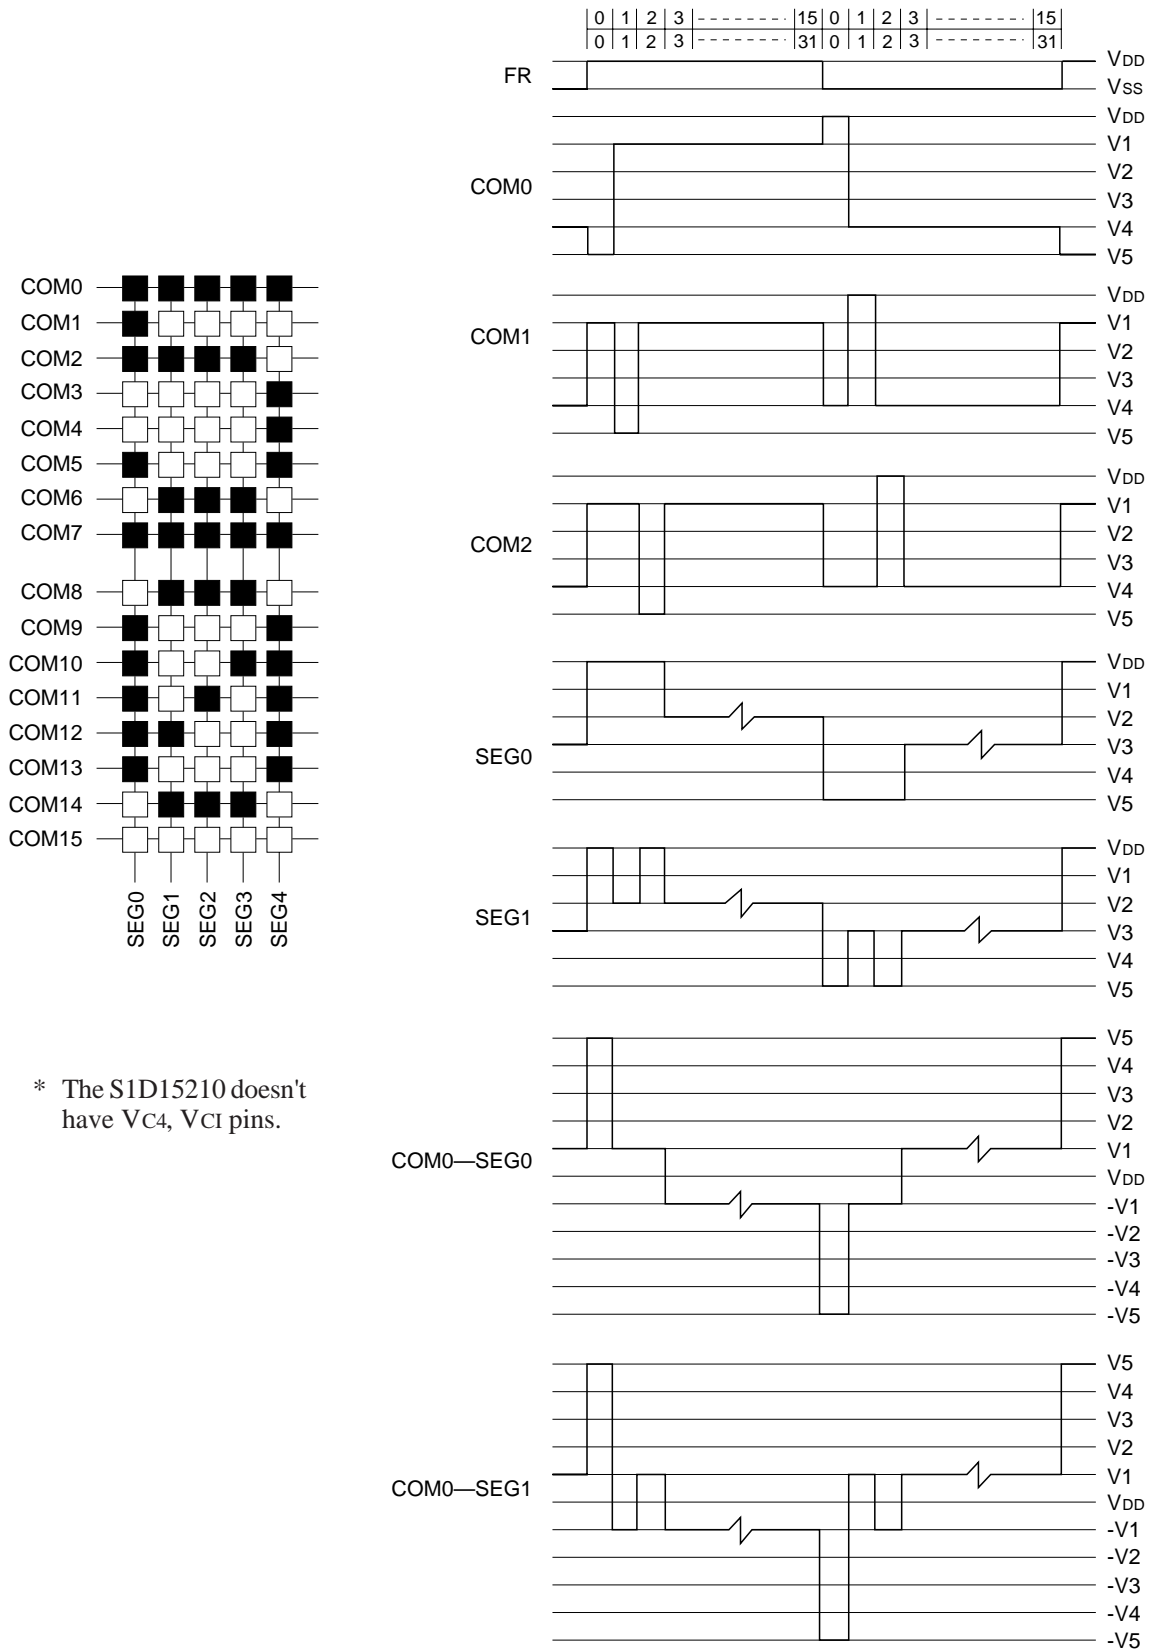 0 1 2 3 15 0 1 2 3 15
0 1 2 3 31 0 1 2 3 31
FR
VDD
VSS
COM0
VDD
V1
V2
V3
V4
V5
COM1
VDD
V1
V2
V3
V4
V5
COM2
VDD
V1
V2
V3
V4
V5
SEG0
VDD
V1
V2
V3
V4
V5
SEG1
VDD
V1
V2
V3
V4
V5
COM0—SEG0
V5
V4
V3
V2
V1
VDD
-V1
-V2
-V3
-V4
-V5
COM0—SEG1
V5
V4
V3
V2
V1
VDD
-V1
-V2
-V3
-V4
-V5
COM0
COM1
COM2
COM3
COM4
COM5
COM6
COM7
COM8
COM9
COM10
COM11
COM12
COM13
COM14
COM15
SEG0
SEG1
SEG2
SEG3
SEG4
* The S1D15210 doesn't
have VC4, VCI pins.